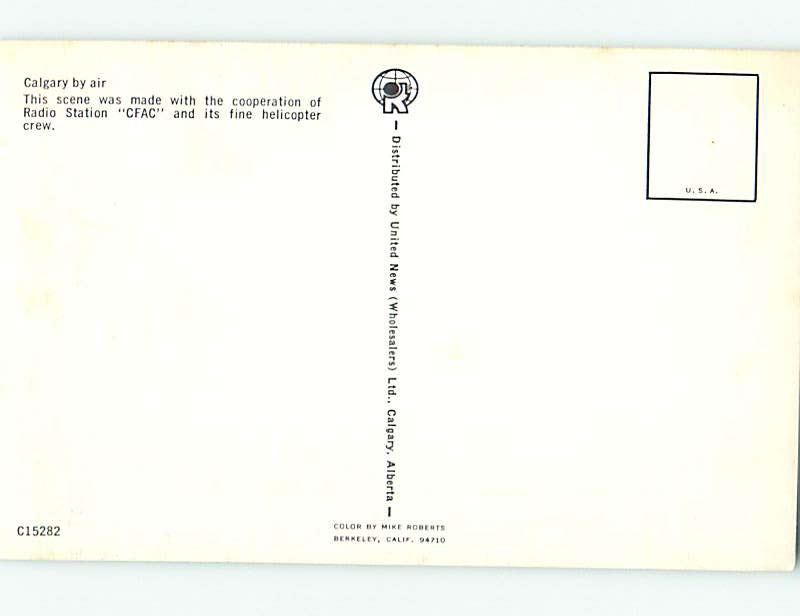 Calgary by air
This scene was made with the cooperation of
Radio Station "CFAC" and its fine helicopter
crew.
R
Distributed by United News (Wholesalers) Ltd., Calgary, Alberta
U.S.A.
C15282
COLOR BY MIKE ROBERTS
BERKELEY, CALIF. 94710